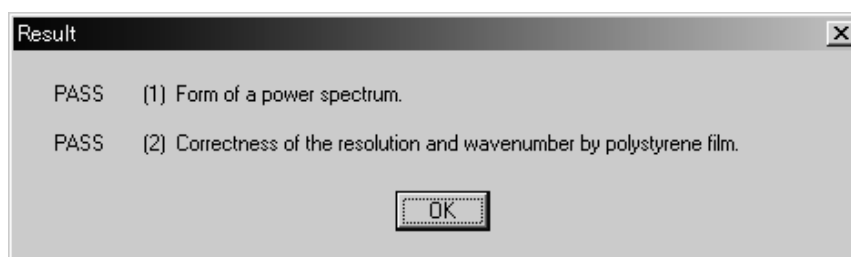 Result
PASS (1) Form of a power spectrum.
PASS (2) Correctness of the resolution and wavenumber by polystyrene film.
OK